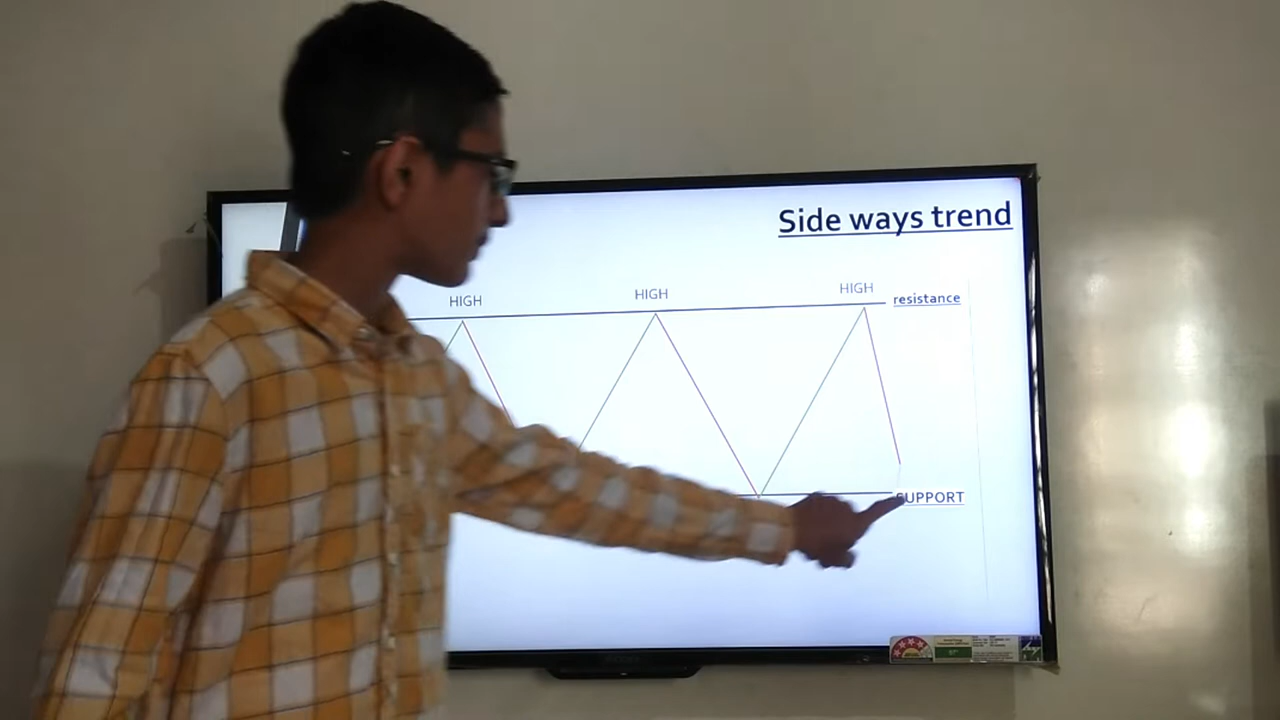 Side ways trend
HIGH
HIGH
HIGH
resistance
SUPPORT